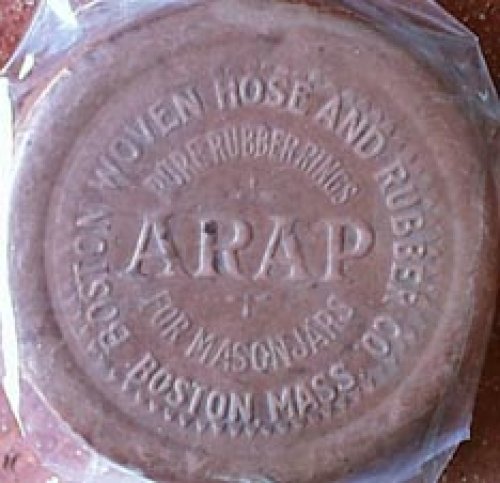 BOSTON WOVEN HOSE AND RUBBER CO.
PURE RUBBER RINGS
ARAP
FOR MASON JARS
BOSTON MASS.